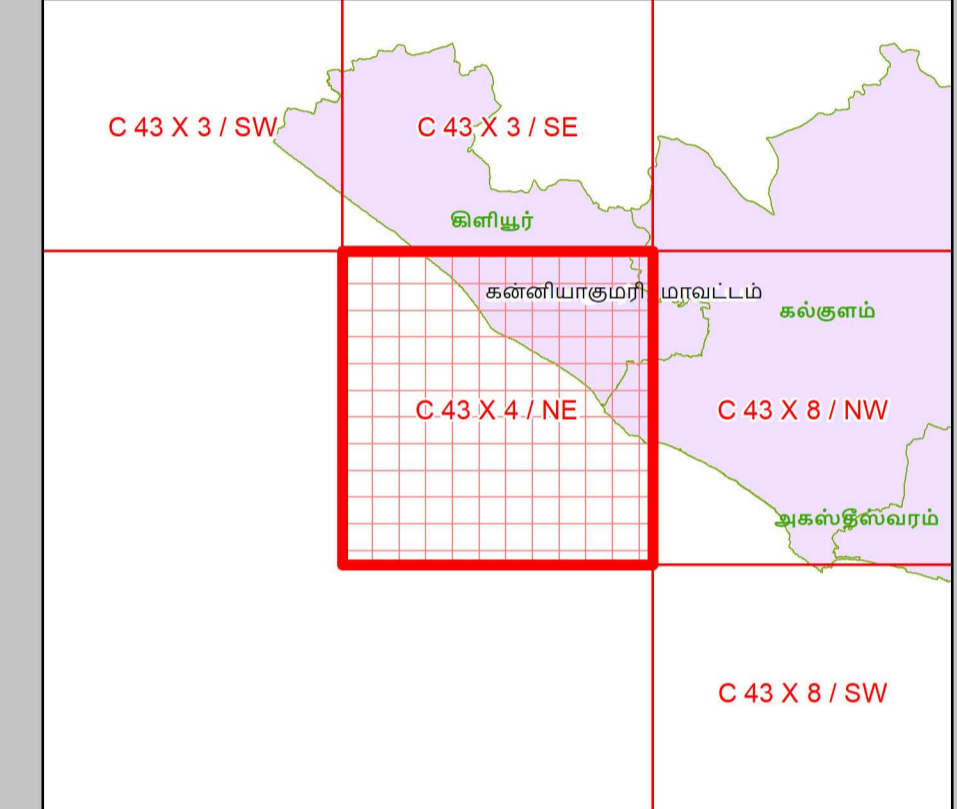 C 43 X 3 / SW
C 43 X 3 / SE
கிளியூர்
கன்னியாகுமரி மாவட்டம்
கல்குளம்
C 43 X 4 / NE
C 43 X 8 / NW
அகஸ்தீஸ்வரம்
C 43 X 8 / SW